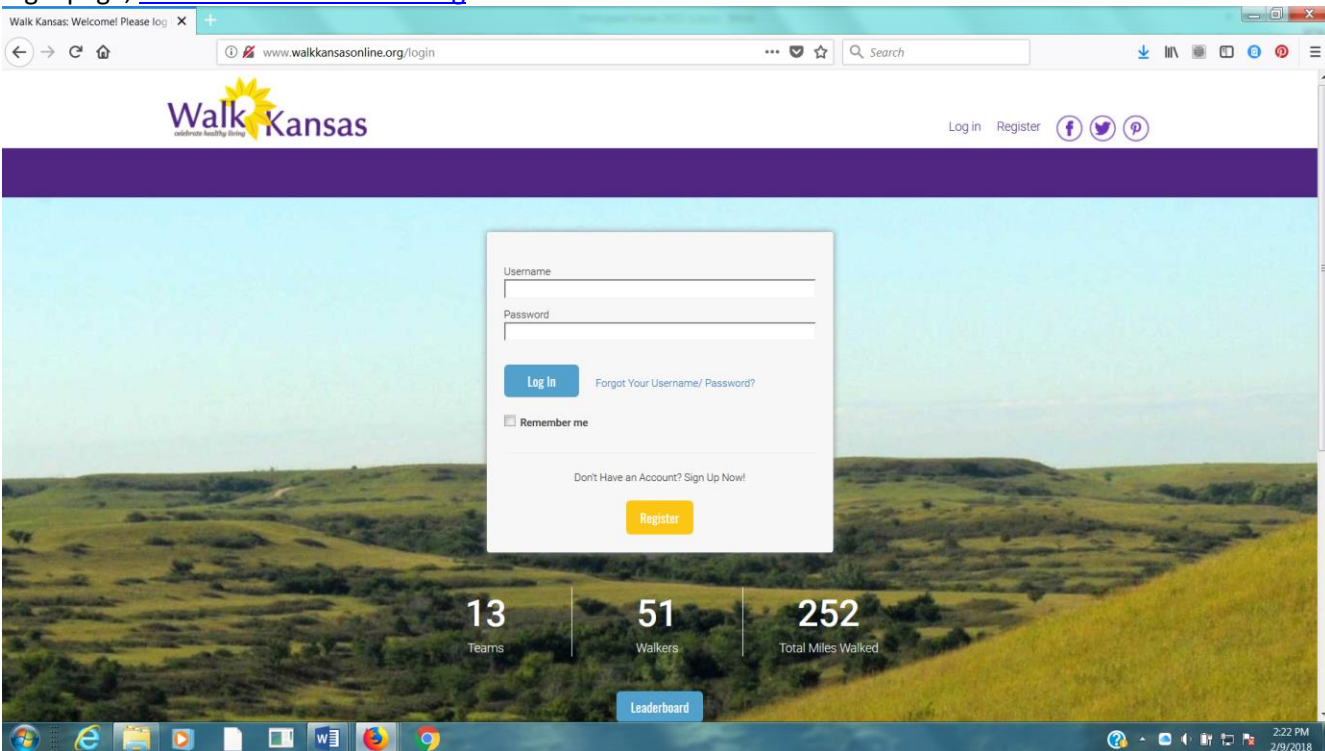 Walk Kansas: Welcome! Please log
www.walkkansasonline.org/login
Search
Walk Kansas
celebrate healthy living
Log in Register
Username
Password
Log In Forgot Your Username/ Password?
Remember me
Don't Have an Account? Sign Up Now!
Register
13 51 252
Teams Walkers Total Miles Walked
Leaderboard
2:22 PM
2/9/2018